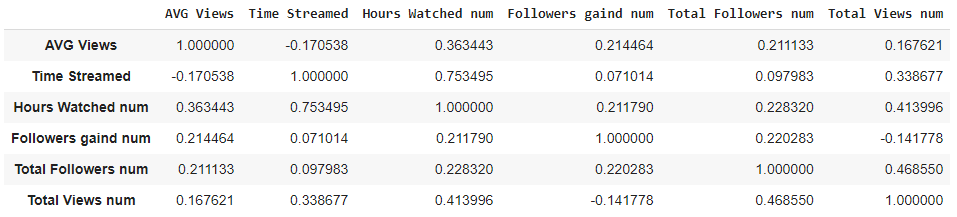 AVG Views Time Streamed Hours Watched num Followers gaind num Total Followers num Total Views num
AVG Views 1.000000 -0.170538 0.363443 0.214464 0.211133 0.167621
Time Streamed -0.170538 1.000000 0.753495 0.071014 0.097983 0.338677
Hours Watched num 0.363443 0.753495 1.000000 0.211790 0.228320 0.413996
Followers gaind num 0.214464 0.071014 0.211790 1.000000 0.220283 -0.141778
Total Followers num 0.211133 0.097983 0.228320 0.220283 1.000000 0.468550
Total Views num 0.167621 0.338677 0.413996 -0.141778 0.468550 1.000000